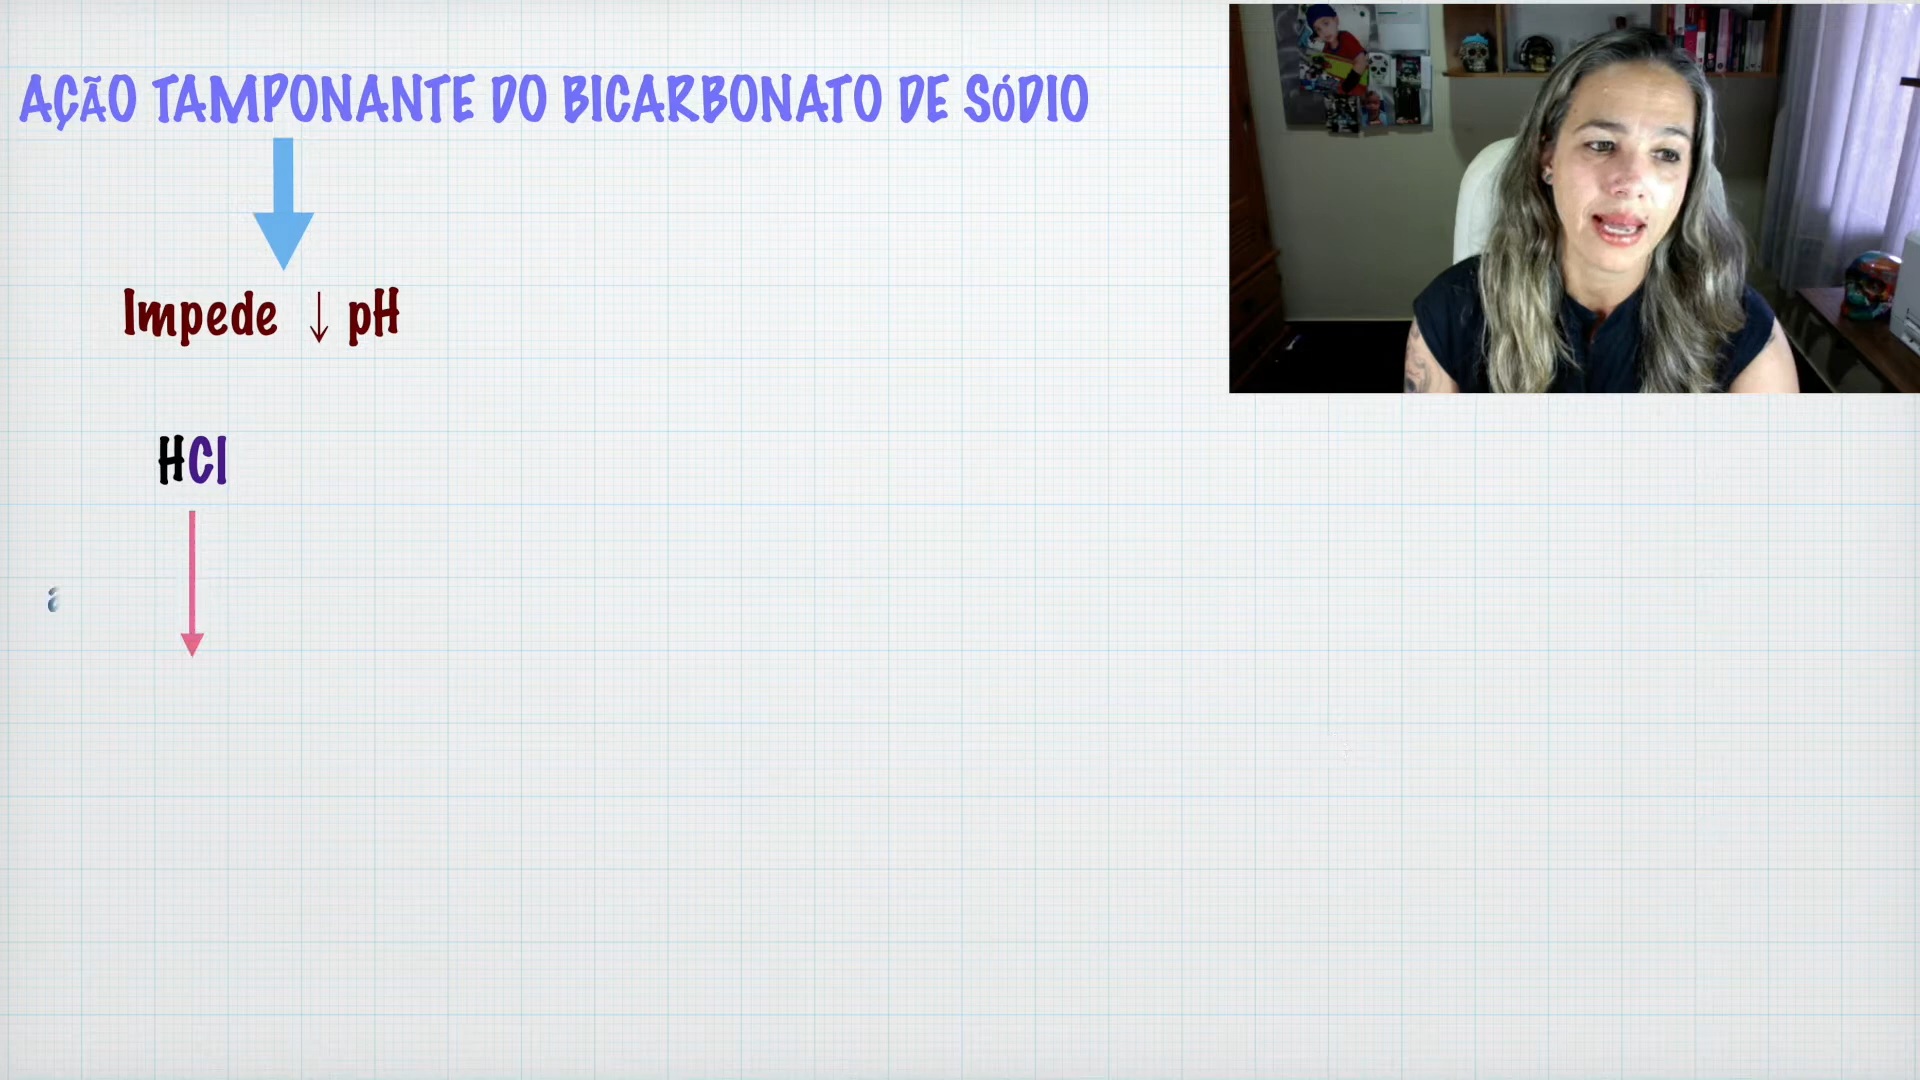 AÇÃO TAMPONANTE DO BICARBONATO DE SÓDIO
Impede ↓ pH
HCl